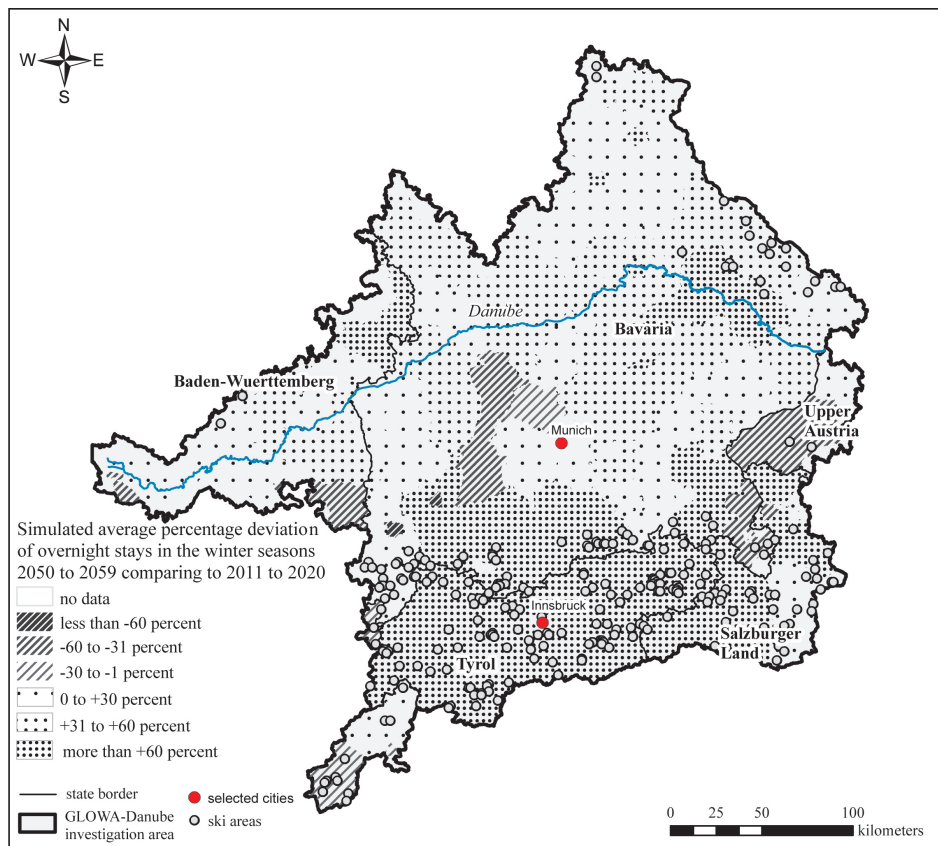 N
W E
S
Danube
Bavaria
Baden-Wuerttemberg
Upper
Austria
Munich
Simulated average percentage deviation
of overnight stays in the winter seasons
2050 to 2059 comparing to 2011 to 2020
no data
less than -60 percent
-60 to -31 percent
-30 to -1 percent
0 to +30 percent
+31 to +60 percent
more than +60 percent
Innsbruck
Salzburger
Land
Tyrol
state border
GLOWA-Danube
investigation area
selected cities
ski areas
0 25 50 100
kilometers